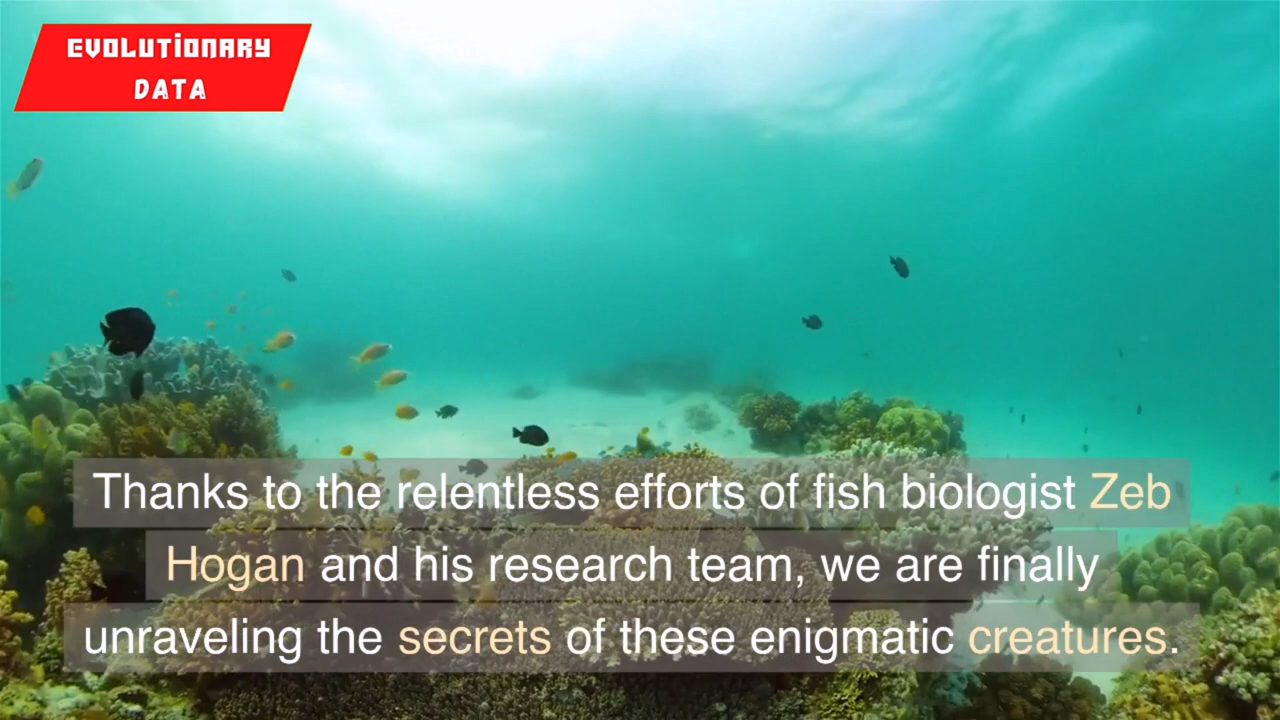 EVOLUTIONARY
DATA
Thanks to the relentless efforts of fish biologist Zeb
Hogan and his research team, we are finally
unraveling the secrets of these enigmatic creatures.